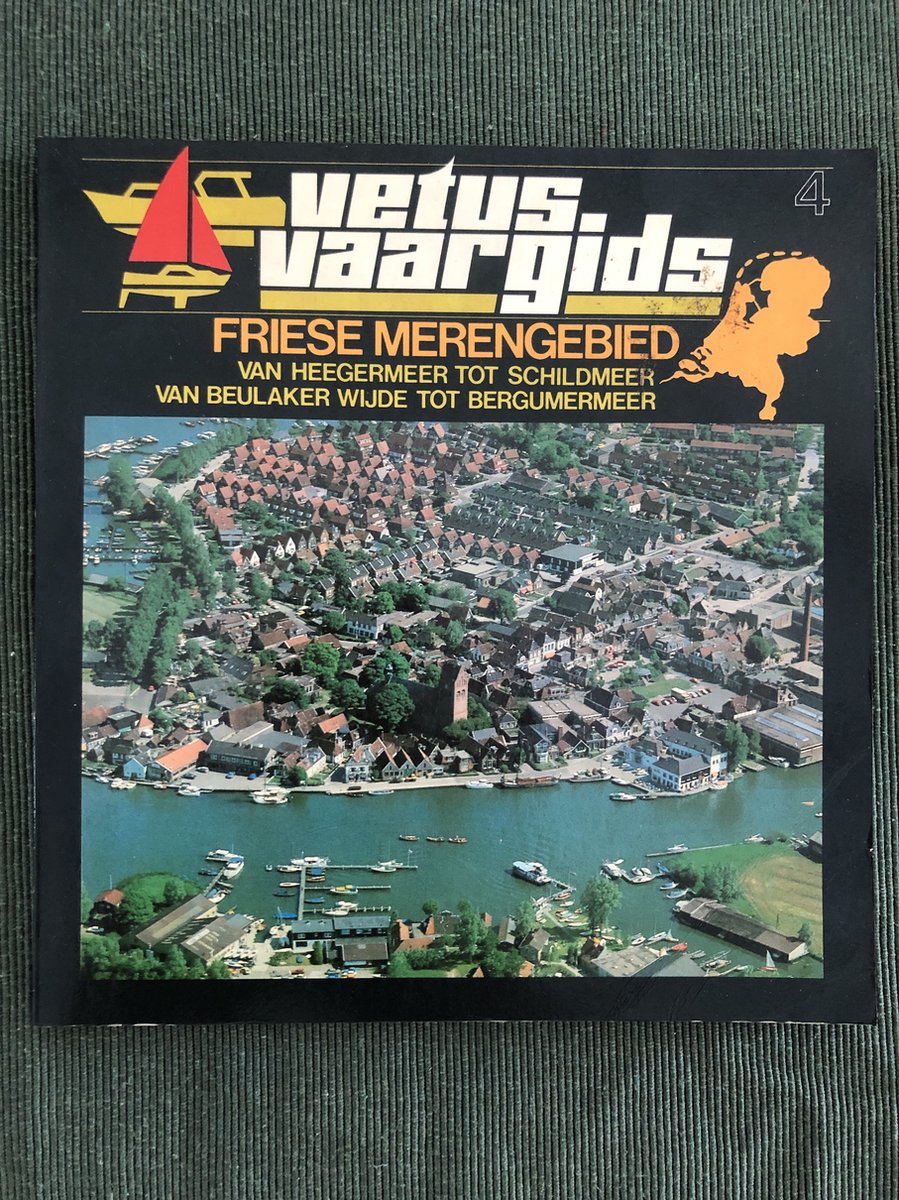 4
vetus
vaargids
FRIESE MERENGEBIED
VAN HEEGERMEER TOT SCHILDMEER
VAN BEULAKER WIJDE TOT BERGUMERMEER